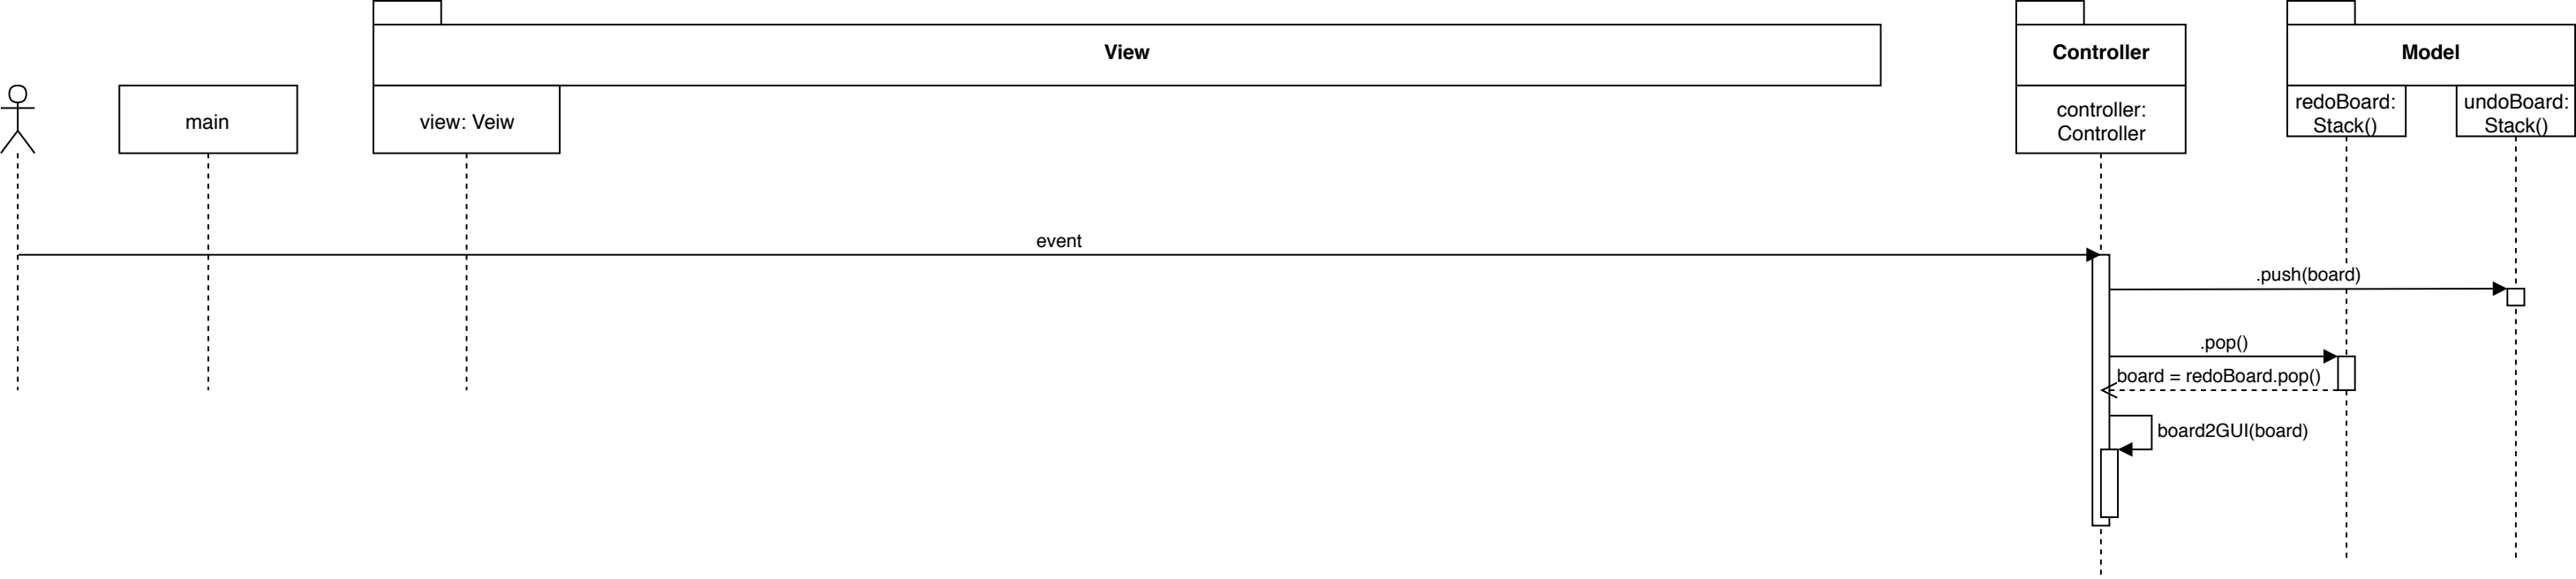 View
Controller
Model
main
view: Veiw
controller:
Controller
redoBoard:
Stack()
undoBoard:
Stack()
event
.push(board)
.pop()
board = redoBoard.pop()
board2GUI(board)